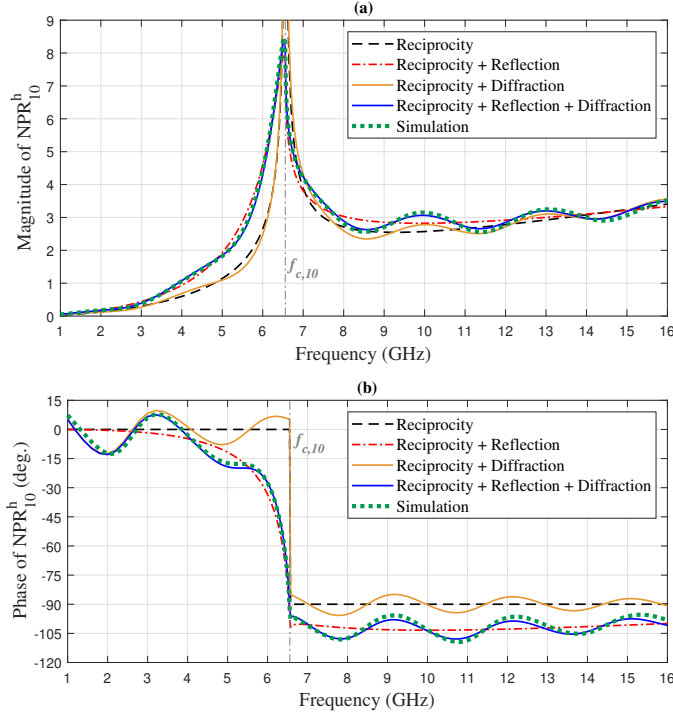 (a)
Magnitude of NPR^h_10
9
8
7
6
5
4
3
2
1
0
Reciprocity
Reciprocity + Reflection
Reciprocity + Diffraction
Reciprocity + Reflection + Diffraction
Simulation
f_c,10
1 2 3 4 5 6 7 8 9 10 11 12 13 14 15 16
Frequency (GHz)
(b)
Phase of NPR^h_10 (deg.)
15
0
-15
-30
-45
-60
-75
-90
-105
-120
f_c,10
Reciprocity
Reciprocity + Reflection
Reciprocity + Diffraction
Reciprocity + Reflection + Diffraction
Simulation
1 2 3 4 5 6 7 8 9 10 11 12 13 14 15 16
Frequency (GHz)